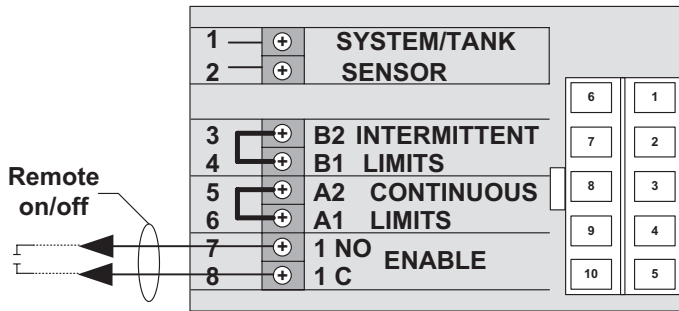 1 SYSTEM/TANK
2 SENSOR
3 B2 INTERMITTENT
4 B1 LIMITS
5 A2 CONTINUOUS
6 A1 LIMITS
7 1 NO ENABLE
8 1 C
Remote
on/off
6 1
7 2
8 3
9 4
10 5